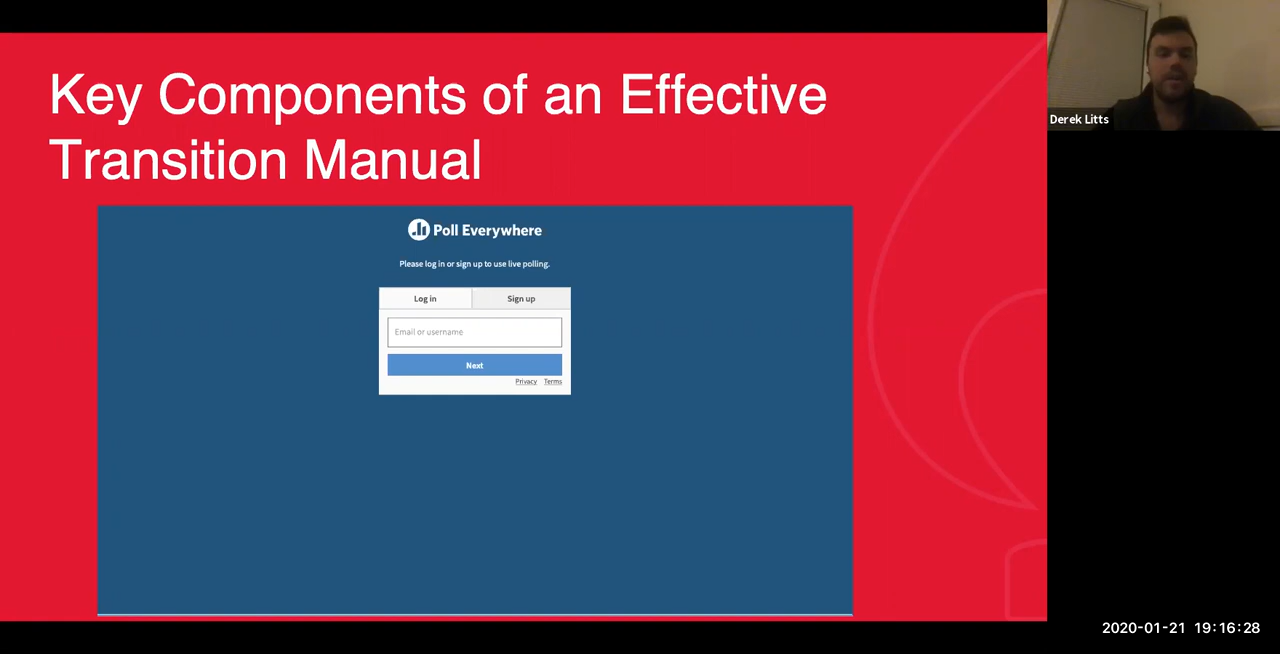 Key Components of an Effective
Transition Manual
Derek Litts
Poll Everywhere
Please log in or sign up to use live polling.
Log in
Sign up
Email or username
Next
Privacy Terms
2020-01-21 19:16:28